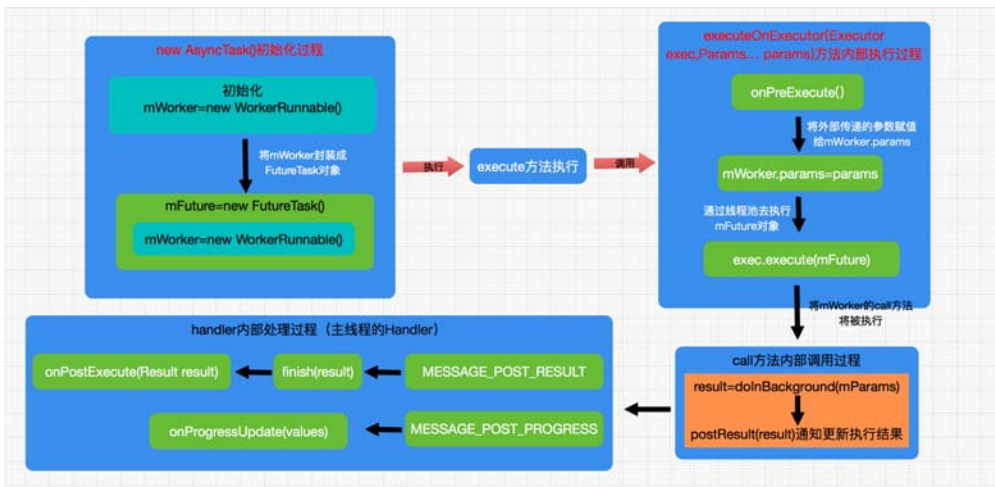 new AsyncTask()初始化过程
初始化
mWorker=new WorkerRunnable()
将mWorker封装成
FutureTask对象
mFuture=new FutureTask()
mWorker=new WorkerRunnable()
执行
execute方法执行
调用
executeOnExecutor(Executor
exec,Params... params)方法内部执行过程
onPreExecute()
将外部传递的参数赋值
给mWorker.params
mWorker.params=params
通过线程池去执行
mFuture对象
exec.execute(mFuture)
将mWorker的call方法
将被执行
call方法内部调用过程
result=doInBackground(mParams)
postResult(result)通知更新执行结果
handler内部处理过程（主线程的Handler）
onPostExecute(Result result)
finish(result)
MESSAGE_POST_RESULT
onProgressUpdate(values)
MESSAGE_POST_PROGRESS